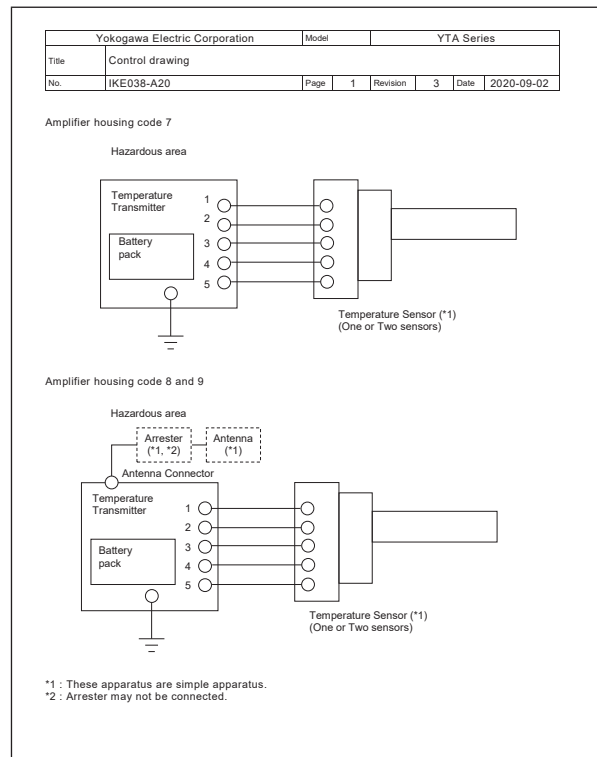 Yokogawa Electric Corporation Model YTA Series
Title Control drawing
No. IKE038-A20 Page 1 Revision 3 Date 2020-09-02
Amplifier housing code 7
Hazardous area
Temperature
Transmitter
Battery
pack
1
2
3
4
5
Temperature Sensor (*1)
(One or Two sensors)
Amplifier housing code 8 and 9
Hazardous area
Arrester
(*1, *2)
Antenna
(*1)
Antenna Connector
Temperature
Transmitter
Battery
pack
1
2
3
4
5
Temperature Sensor (*1)
(One or Two sensors)
*1 : These apparatus are simple apparatus.
*2 : Arrester may not be connected.